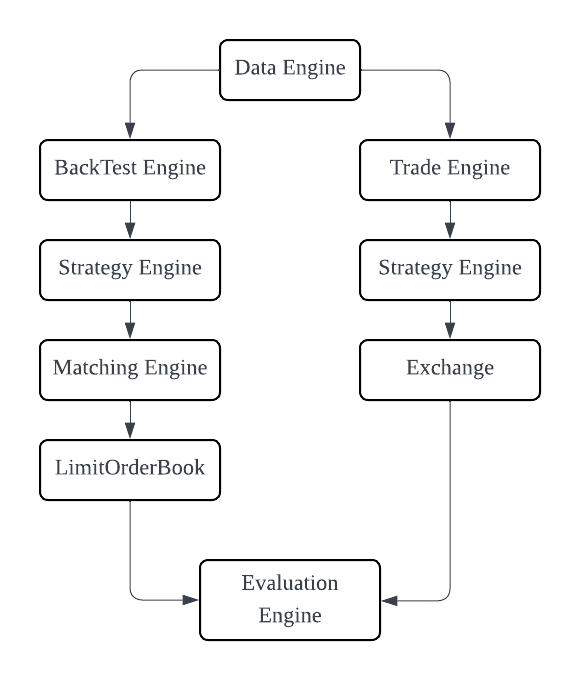 Data Engine
BackTest Engine
Trade Engine
Strategy Engine
Strategy Engine
Matching Engine
Exchange
LimitOrderBook
Evaluation
Engine